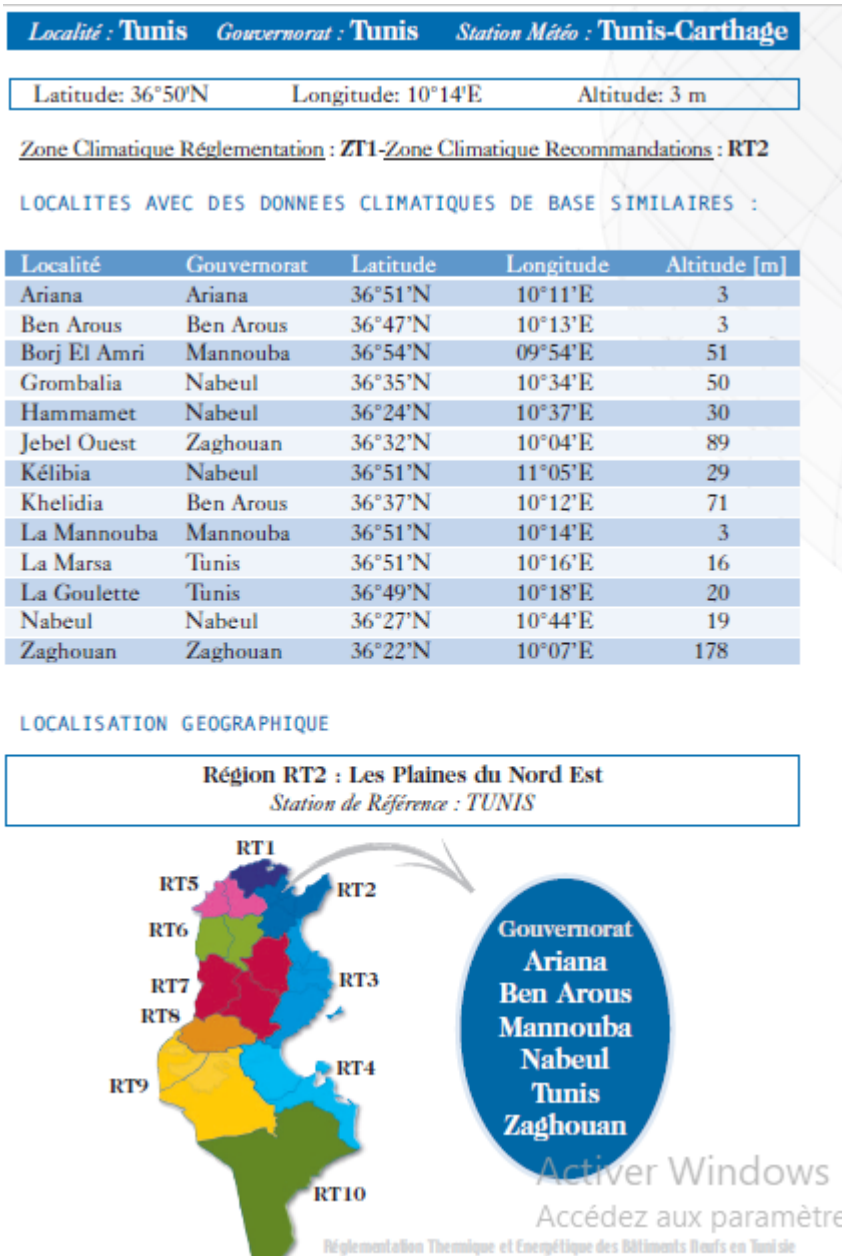 Localité : Tunis Gouvernorat : Tunis Station Météo : Tunis-Carthage
Latitude: 36°50'N Longitude: 10°14'E Altitude: 3 m
Zone Climatique Réglementation : ZT1-Zone Climatique Recommandations : RT2
LOCALITES AVEC DES DONNEES CLIMATIQUES DE BASE SIMILAIRES :
Localité Gouvernorat Latitude Longitude Altitude [m]
Ariana Ariana 36°51’N 10°11’E 3
Ben Arous Ben Arous 36°47’N 10°13’E 3
Borj El Amri Mannouba 36°54’N 09°54’E 51
Grombalia Nabeul 36°35’N 10°34’E 50
Hammamet Nabeul 36°24’N 10°37’E 30
Jebel Ouest Zaghouan 36°32’N 10°04’E 89
Kélibia Nabeul 36°51’N 11°05’E 29
Khelidia Ben Arous 36°37’N 10°12’E 71
La Mannouba Mannouba 36°51’N 10°14’E 3
La Marsa Tunis 36°51’N 10°16’E 16
La Goulette Tunis 36°49’N 10°18’E 20
Nabeul Nabeul 36°27’N 10°44’E 19
Zaghouan Zaghouan 36°22’N 10°07’E 178
LOCALISATION GEOGRAPHIQUE
Région RT2 : Les Plaines du Nord Est
Station de Référence : TUNIS
RT1
RT5
RT2
RT6
RT7
RT3
RT8
RT4
RT9
RT10
Gouvernorat
Ariana
Ben Arous
Mannouba
Nabeul
Tunis
Zaghouan
Activer Windows
Accédez aux paramètre
Réglementation Thermique et Energétique des Bâtiments Neufs en Tunisie